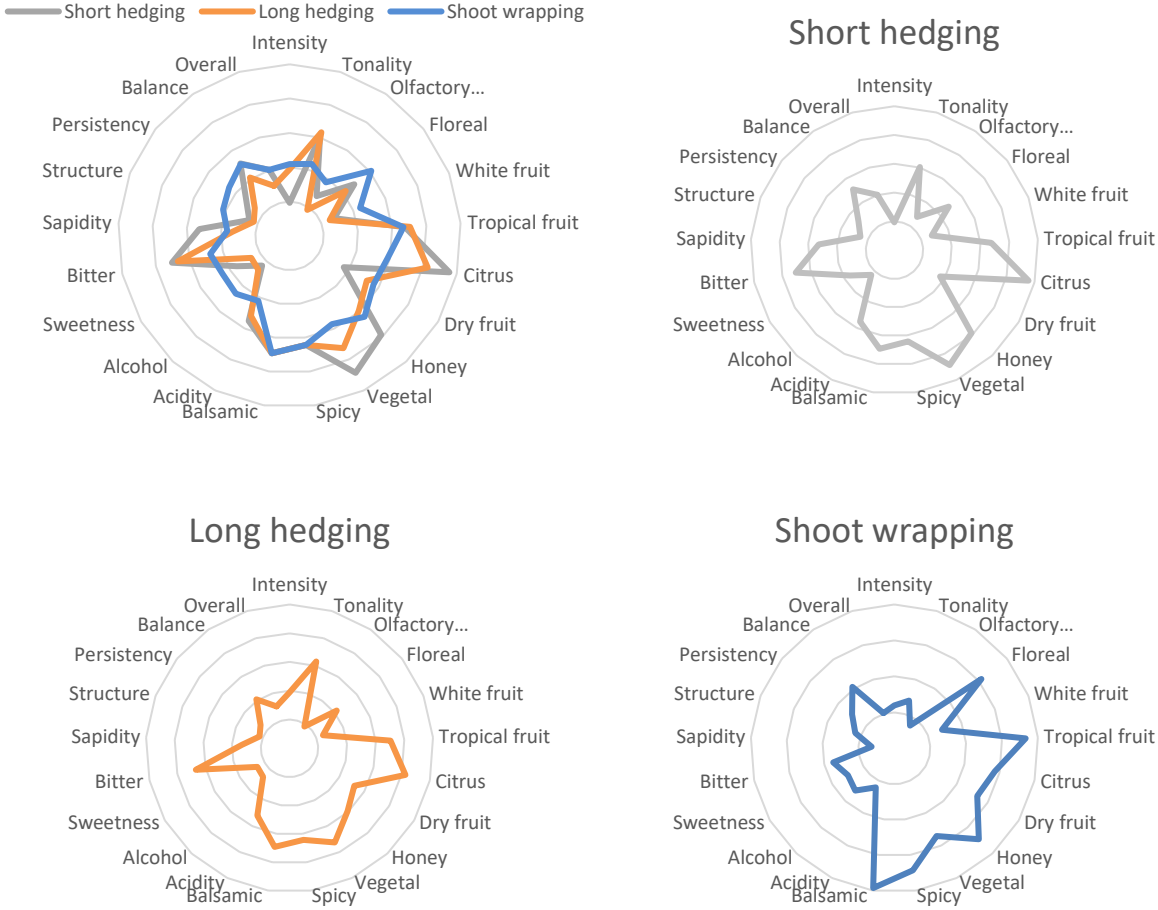 Short hedging
Long hedging
Shoot wrapping
Intensity
Tonality
Olfactory...
Floreal
White fruit
Tropical fruit
Citrus
Dry fruit
Honey
Vegetal
Spicy
Balsamic
Acidity
Alcohol
Sweetness
Bitter
Sapidity
Structure
Persistency
Balance
Overall
Short hedging
Intensity
Tonality
Olfactory...
Floreal
White fruit
Tropical fruit
Citrus
Dry fruit
Honey
Vegetal
Spicy
Balsamic
Acidity
Alcohol
Sweetness
Bitter
Sapidity
Structure
Persistency
Balance
Overall
Long hedging
Intensity
Tonality
Olfactory...
Floreal
White fruit
Tropical fruit
Citrus
Dry fruit
Honey
Vegetal
Spicy
Balsamic
Acidity
Alcohol
Sweetness
Bitter
Sapidity
Structure
Persistency
Balance
Overall
Shoot wrapping
Intensity
Tonality
Olfactory...
Floreal
White fruit
Tropical fruit
Citrus
Dry fruit
Honey
Vegetal
Spicy
Balsamic
Acidity
Alcohol
Sweetness
Bitter
Sapidity
Structure
Persistency
Balance
Overall